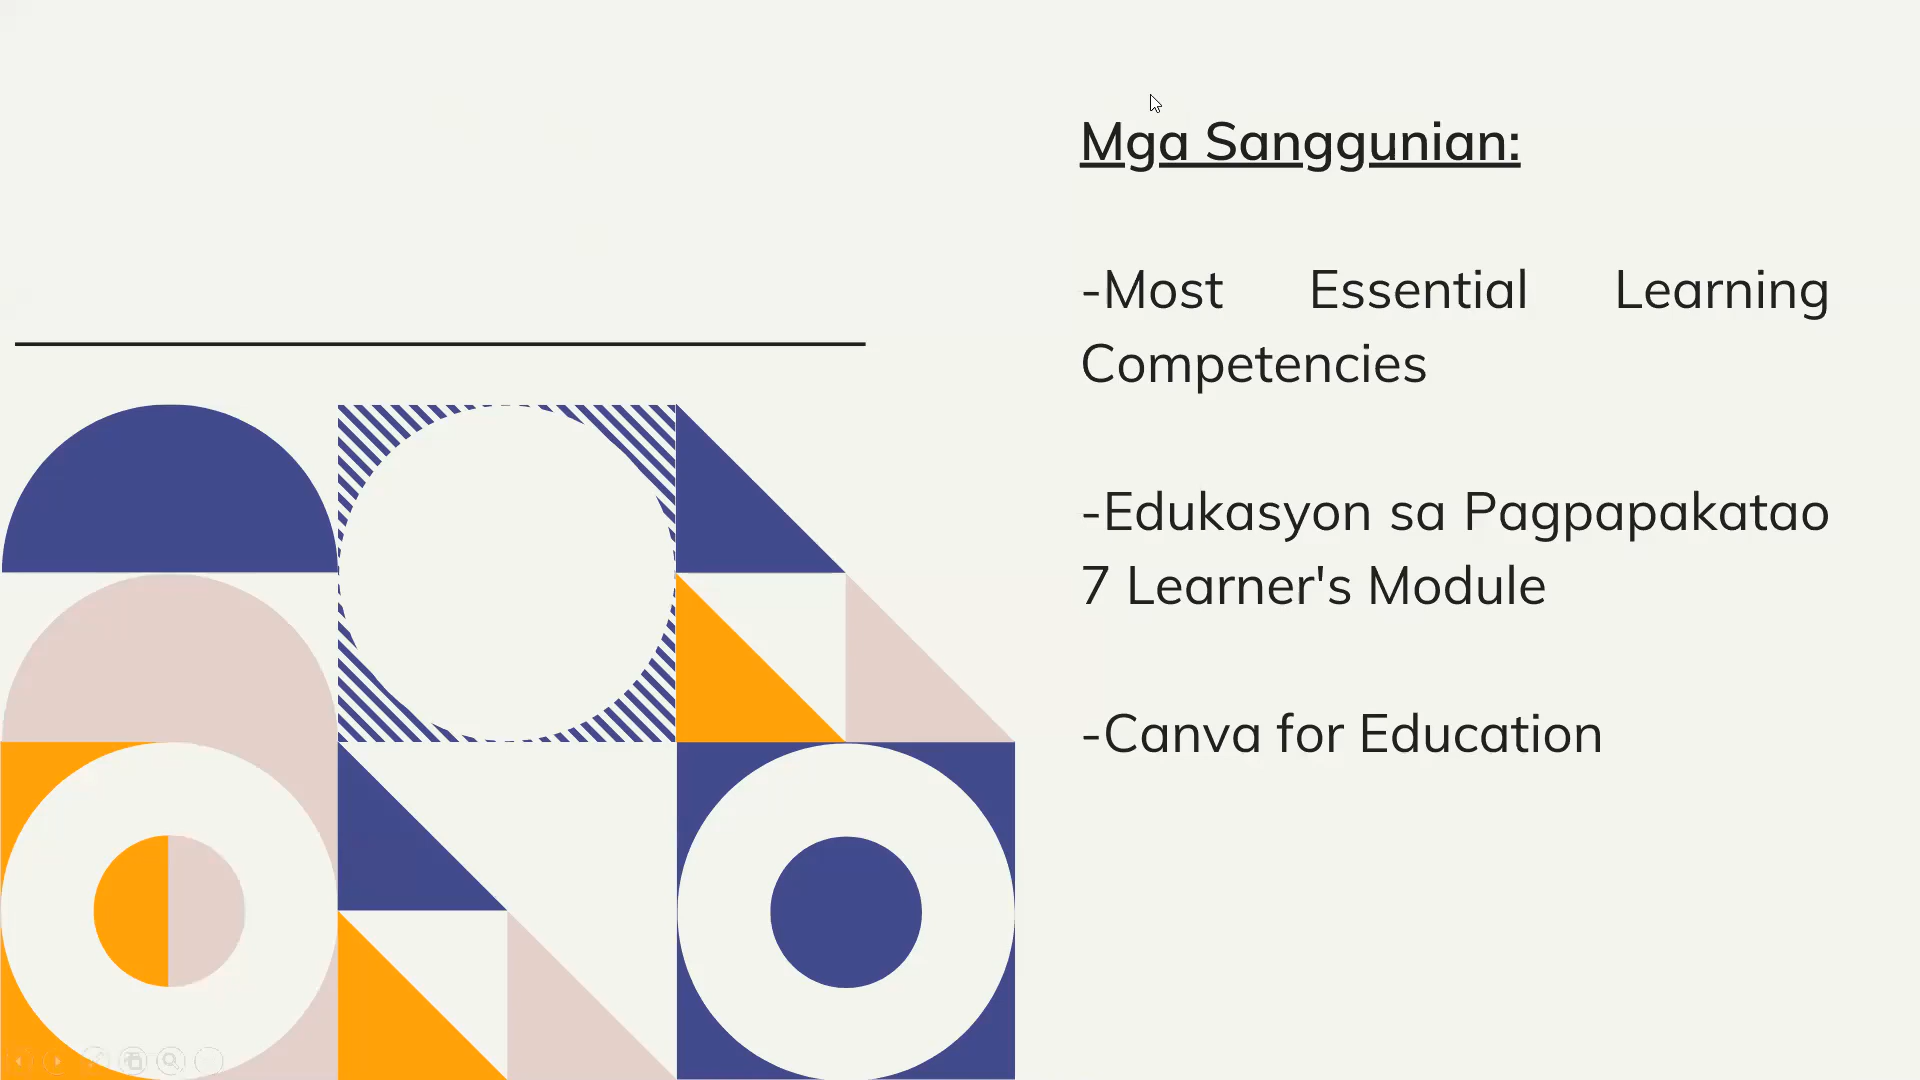 Mga Sanggunian:
-Most Essential Learning
Competencies
-Edukasyon sa Pagpapakatao
7 Learner's Module
-Canva for Education